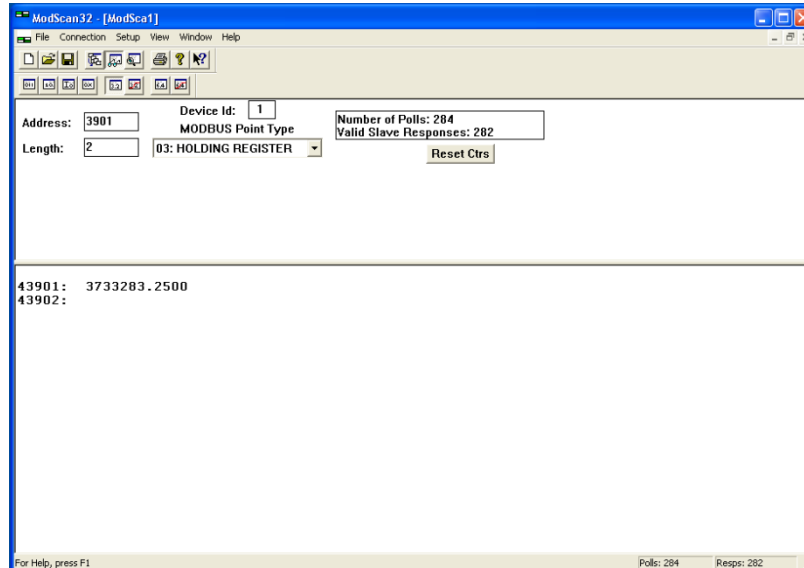 ModScan32 - [ModSca1]
File Connection Setup View Window Help
Address: 3901
Device Id: 1
MODBUS Point Type
Length: 2
03: HOLDING REGISTER
Number of Polls: 284
Valid Slave Responses: 282
Reset Ctrs
43901: 3733283.2500
43902:
For Help, press F1
Polls: 284
Resps: 282